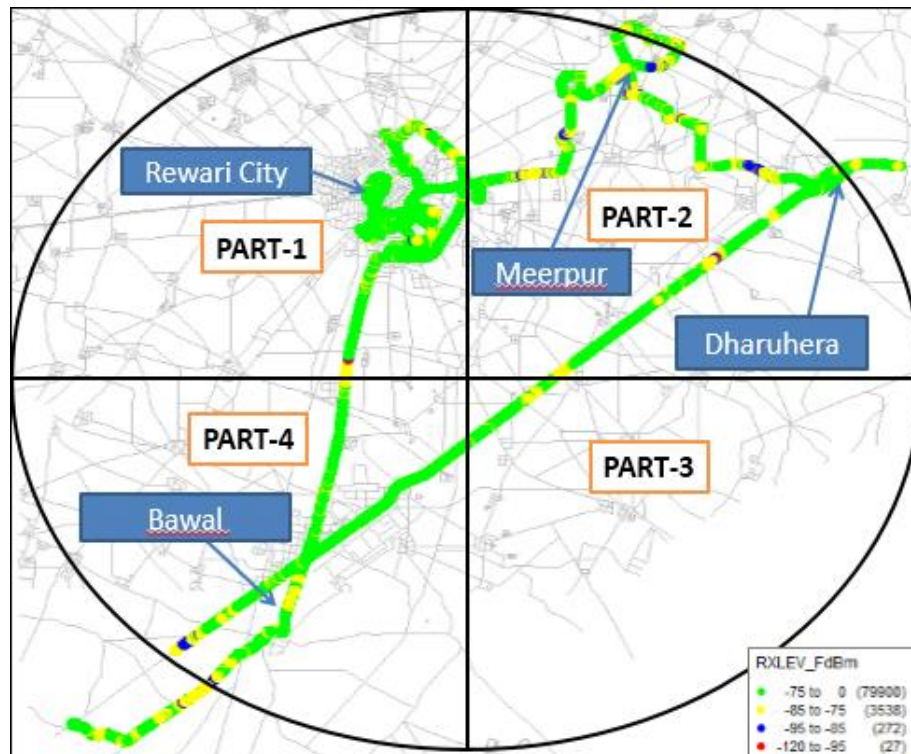 Rewari City
PART-1
PART-2
Meerpur
Dharuhera
PART-4
PART-3
Bawal
RXLEV_FdBm
-75 to 0 (79908)
-85 to -75 (3538)
-95 to -85 (272)
-120 to -95 (27)